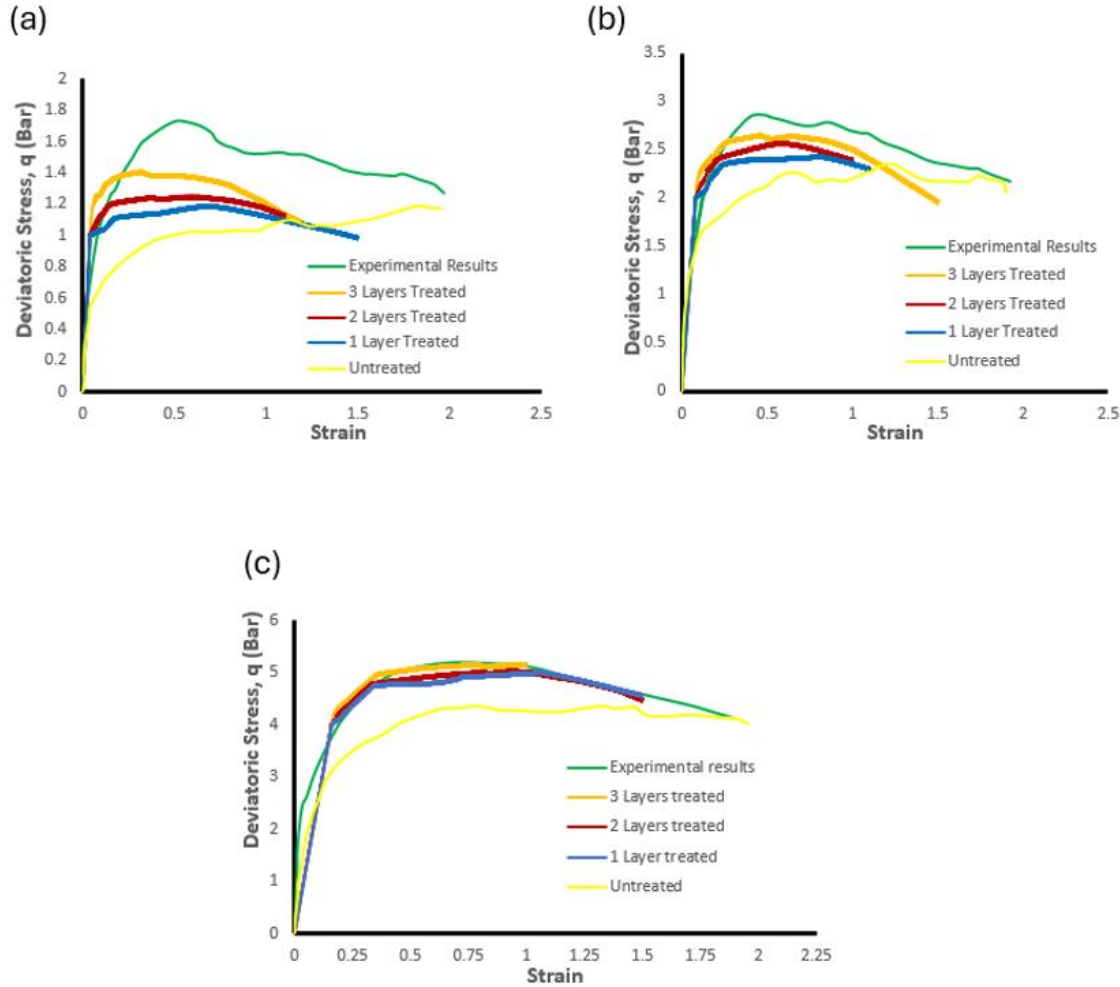 (a)
Deviatoric Stress, q (Bar)
2
1.8
1.6
1.4
1.2
1
0.8
0.6
0.4
0.2
0
0 0.5 1 1.5 2 2.5
Strain
Experimental Results
3 Layers Treated
2 Layers Treated
1 Layer Treated
Untreated
(b)
Deviatoric Stress, q (Bar)
3.5
3
2.5
2
1.5
1
0.5
0
0 0.5 1 1.5 2 2.5
Strain
Experimental Results
3 Layers Treated
2 Layers Treated
1 Layer Treated
Untreated
(c)
Deviatoric Stress, q (Bar)
6
5
4
3
2
1
0
0 0.25 0.5 0.75 1 1.25 1.5 1.75 2 2.25
Strain
Experimental results
3 Layers treated
2 Layers treated
1 Layer treated
Untreated